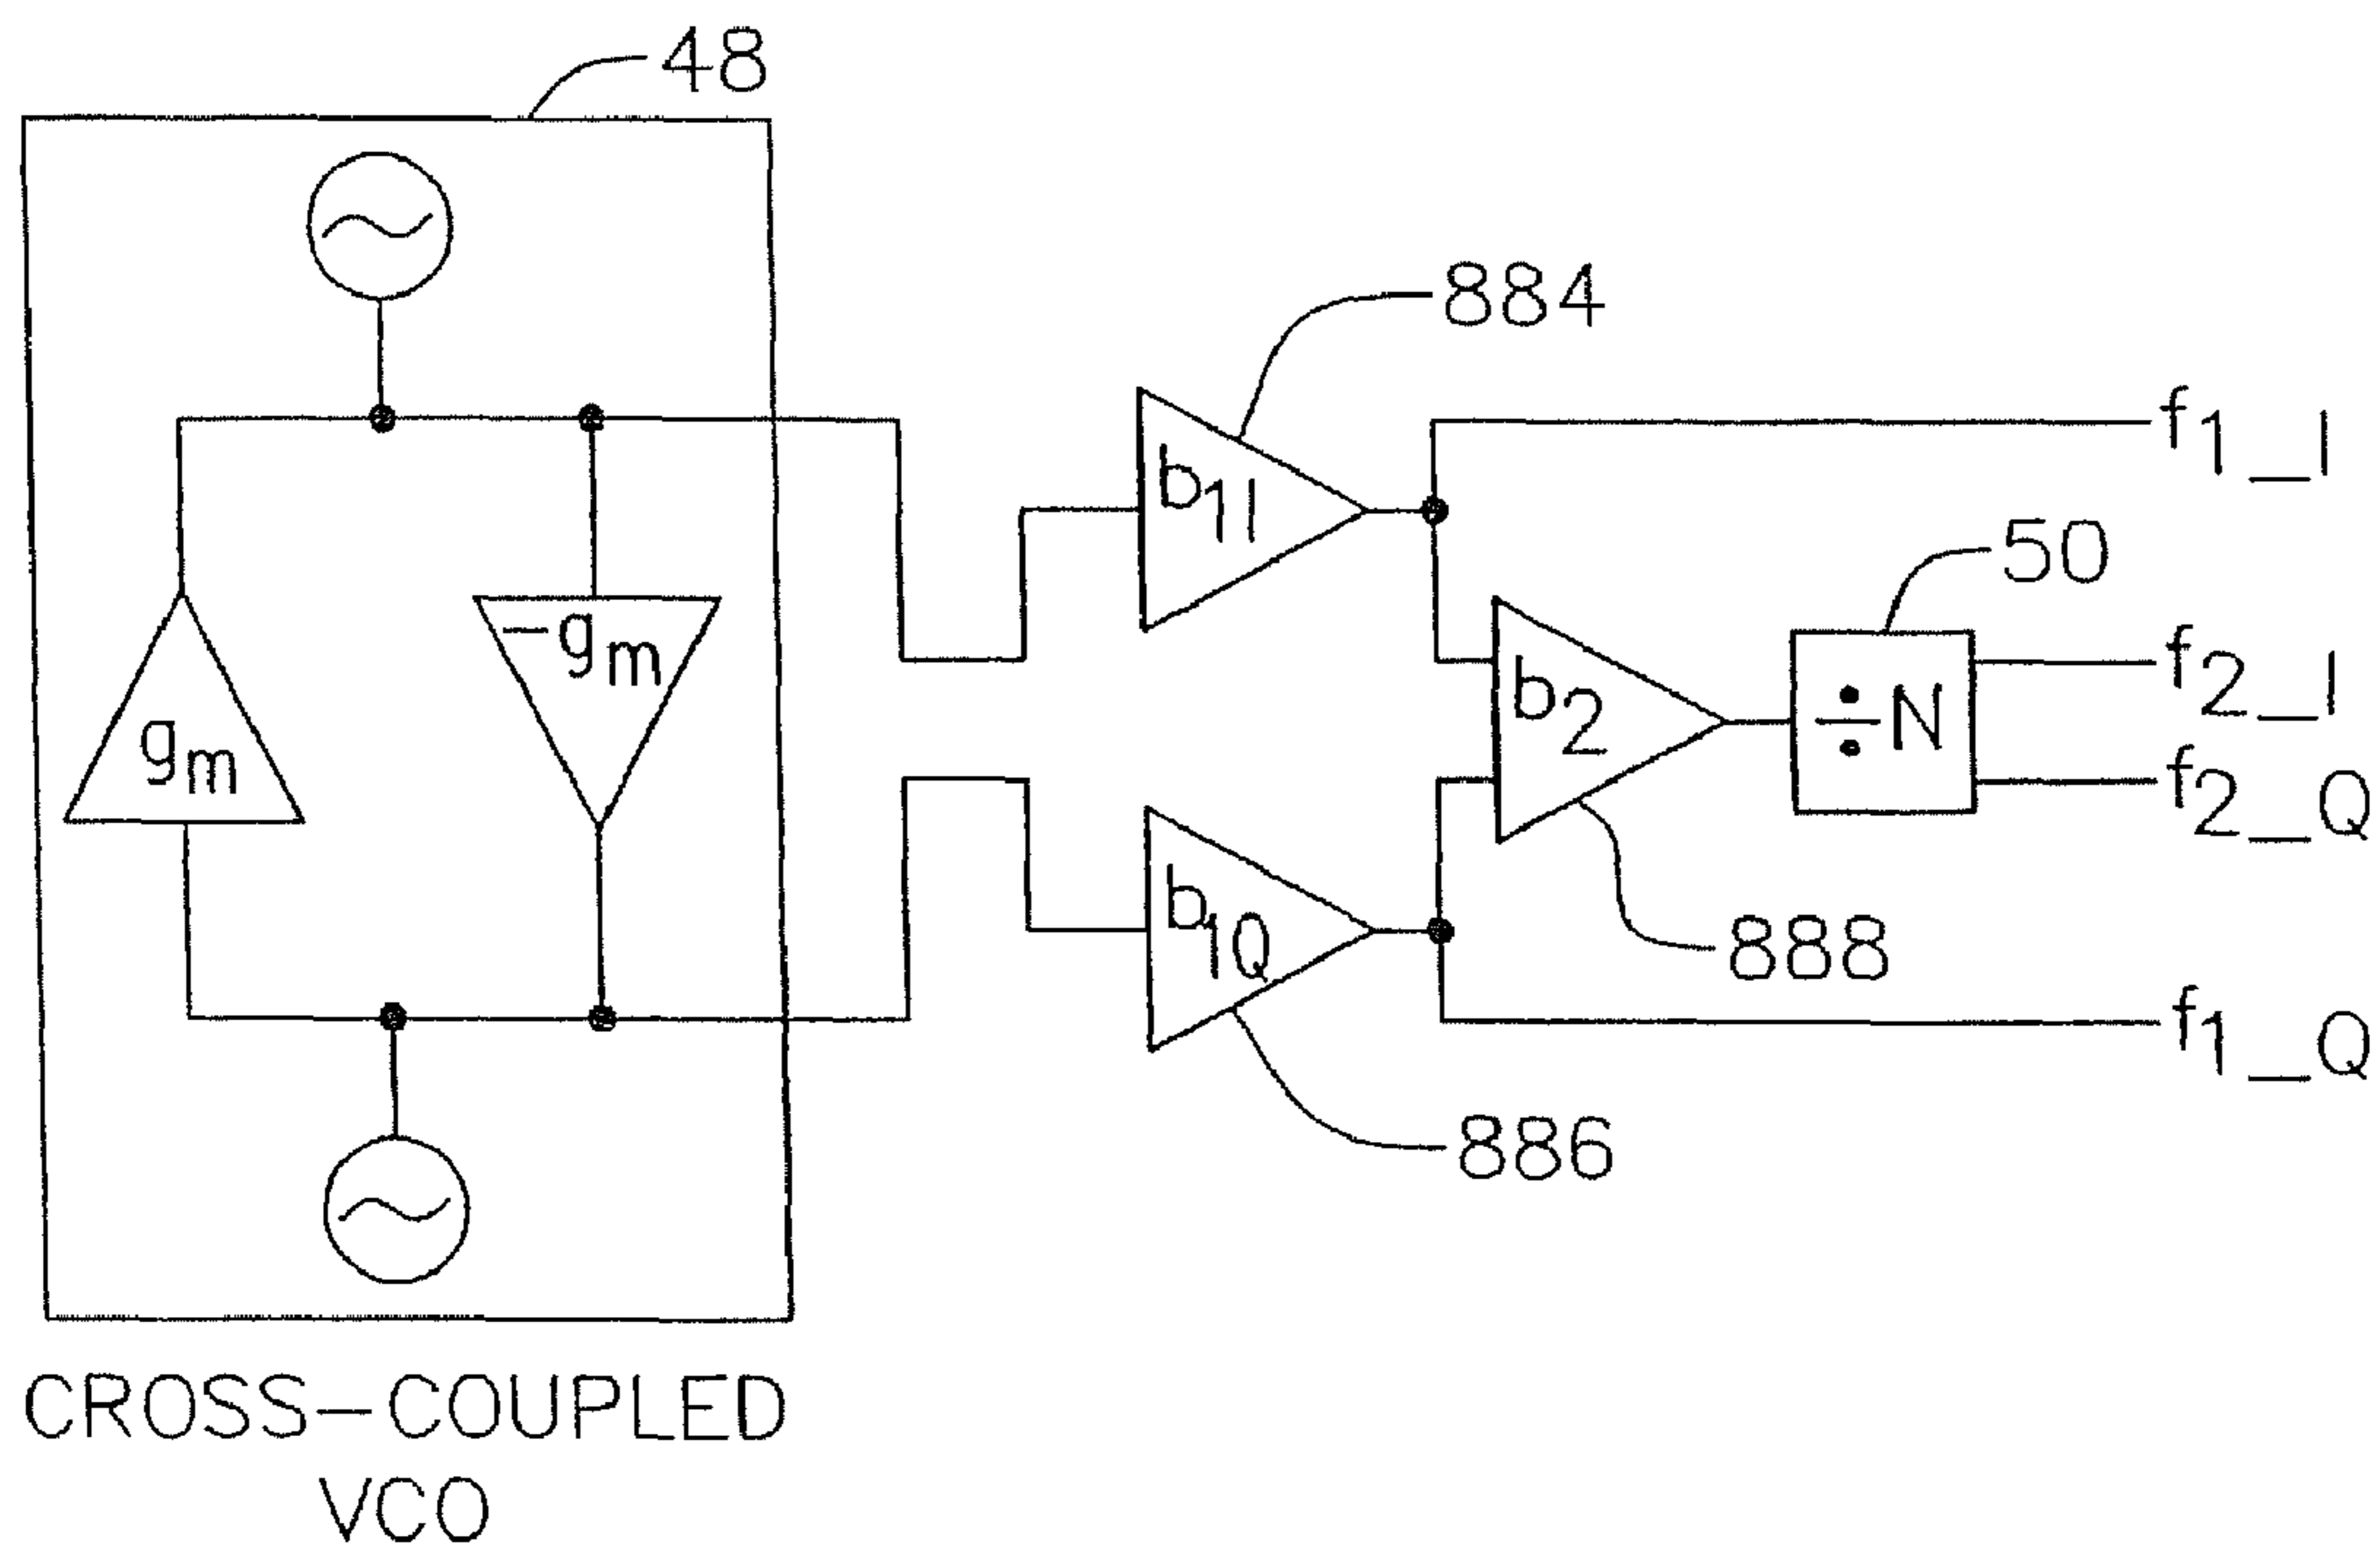 48
884
b1I
f1_I
50
-gm
f2_I
b2
÷N
gm
f2_Q
b1Q
888
f1_Q
886
CROSS-COUPLED
VCO